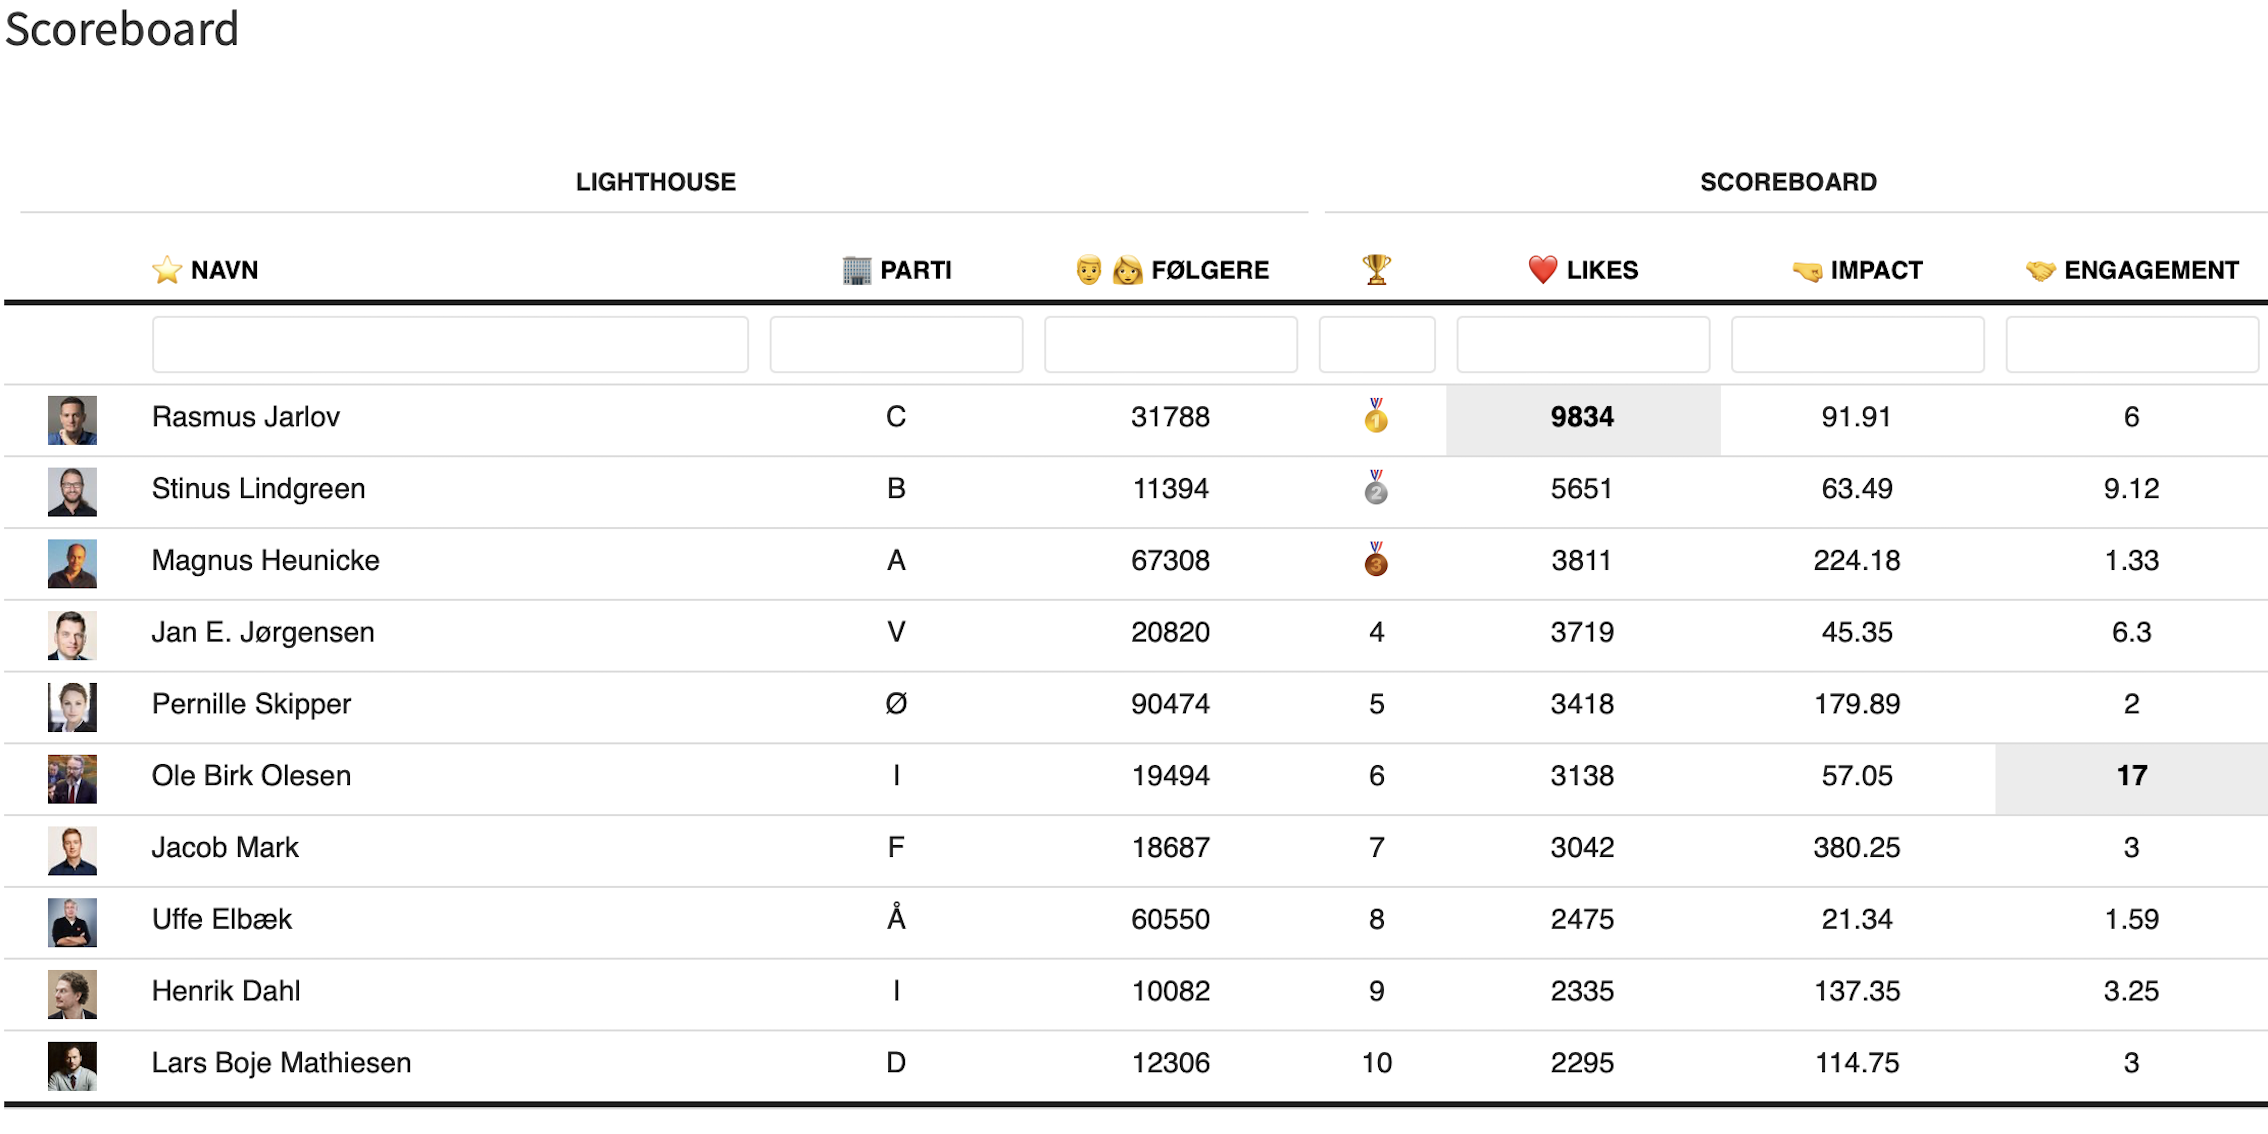 Scoreboard
LIGHTHOUSE SCOREBOARD
NAVN PARTI FØLGERE LIKES IMPACT ENGAGEMENT
Rasmus Jarlov C 31788 1 9834 91.91 6
Stinus Lindgreen B 11394 2 5651 63.49 9.12
Magnus Heunicke A 67308 3 3811 224.18 1.33
Jan E. Jørgensen V 20820 4 3719 45.35 6.3
Pernille Skipper Ø 90474 5 3418 179.89 2
Ole Birk Olesen I 19494 6 3138 57.05 17
Jacob Mark F 18687 7 3042 380.25 3
Uffe Elbæk Å 60550 8 2475 21.34 1.59
Henrik Dahl I 10082 9 2335 137.35 3.25
Lars Boje Mathiesen D 12306 10 2295 114.75 3